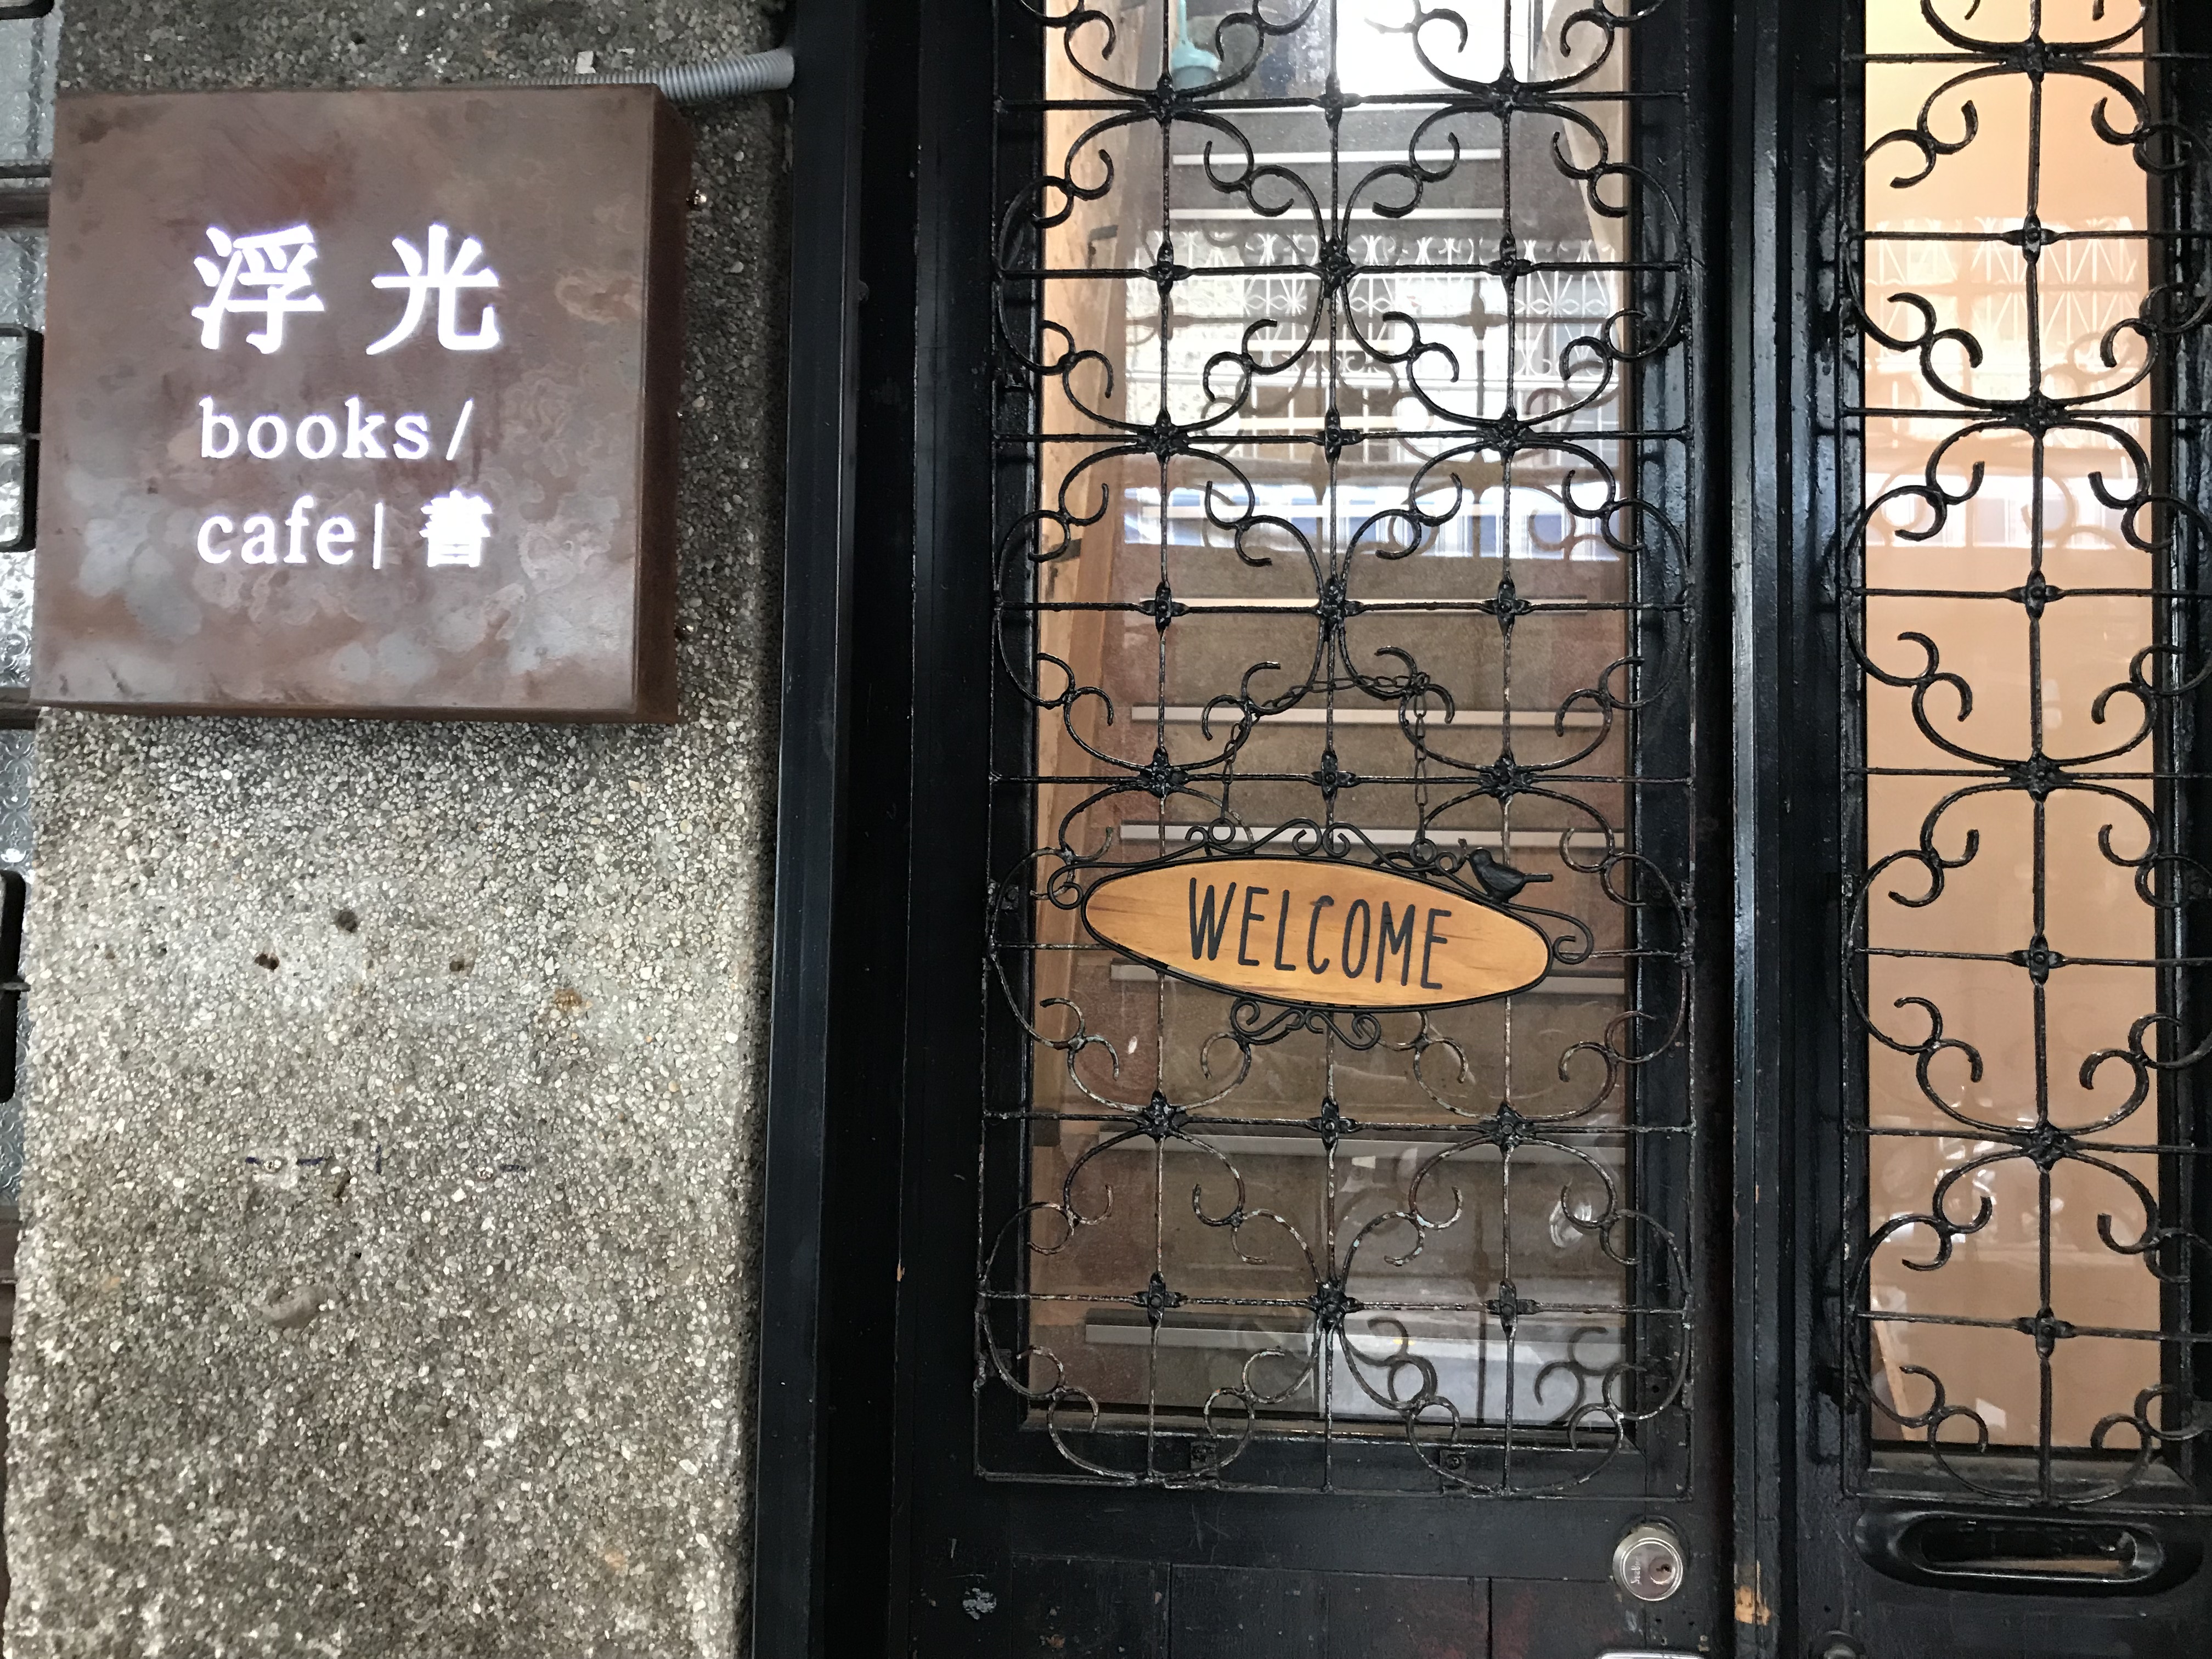 浮光
books/
cafe| 書
WELCOME